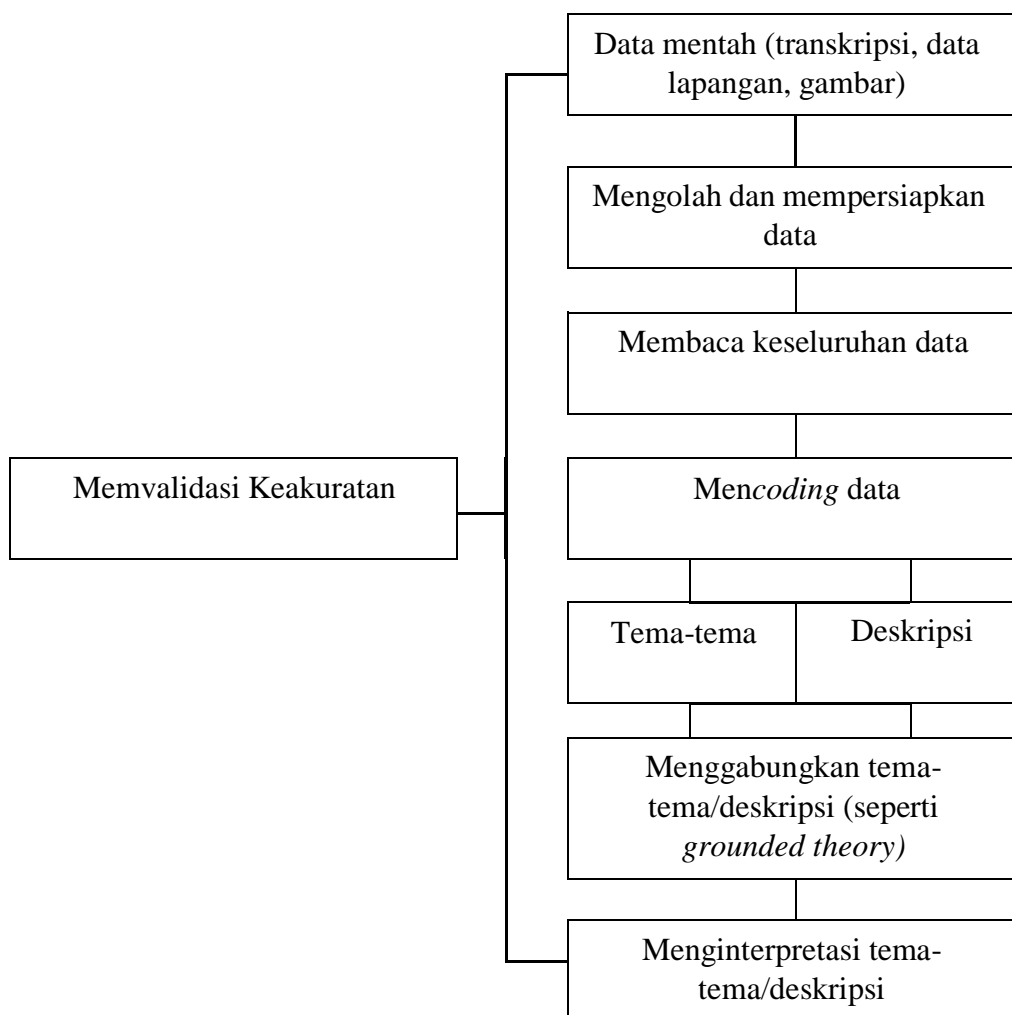 Data mentah (transkripsi, data
lapangan, gambar)
Mengolah dan mempersiapkan
data
Membaca keseluruhan data
Memvalidasi Keakuratan
Mencoding data
Tema-tema
Deskripsi
Menggabungkan tema-
tema/deskripsi (seperti
grounded theory)
Menginterpretasi tema-
tema/deskripsi